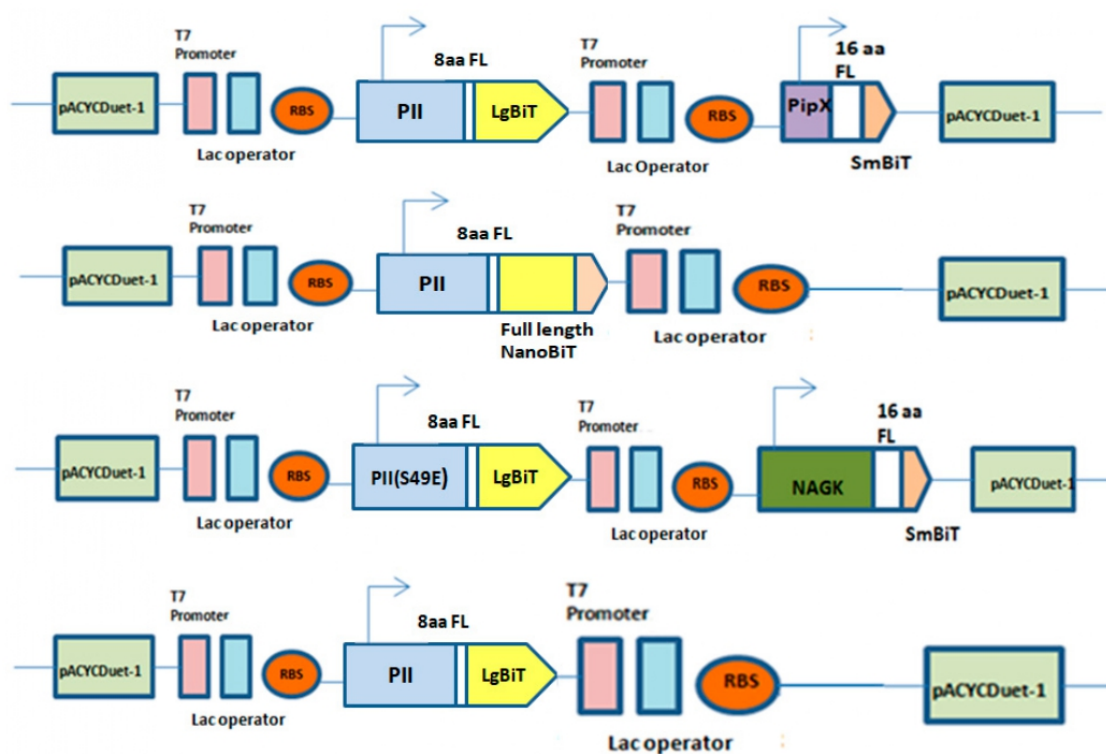 T7
Promoter
8aa FL
T7
Promoter
16 aa
FL
pACYCDuet-1
RBS
PII
LgBiT
RBS
PipX
pACYCDuet-1
Lac operator
Lac Operator
SmBiT
T7
Promoter
8aa FL
T7
Promoter
pACYCDuet-1
RBS
PII
RBS
pACYCDuet-1
Lac operator
Full length
NanoBiT
Lac operator
T7
Promoter
8aa FL
T7
Promoter
16 aa
FL
pACYCDuet-1
RBS
PII(S49E)
LgBiT
RBS
NAGK
pACYCDuet-1
Lac operator
Lac operator
SmBiT
T7
Promoter
8aa FL
T7
Promoter
pACYCDuet-1
RBS
PII
LgBiT
RBS
pACYCDuet-1
Lac operator
Lac operator